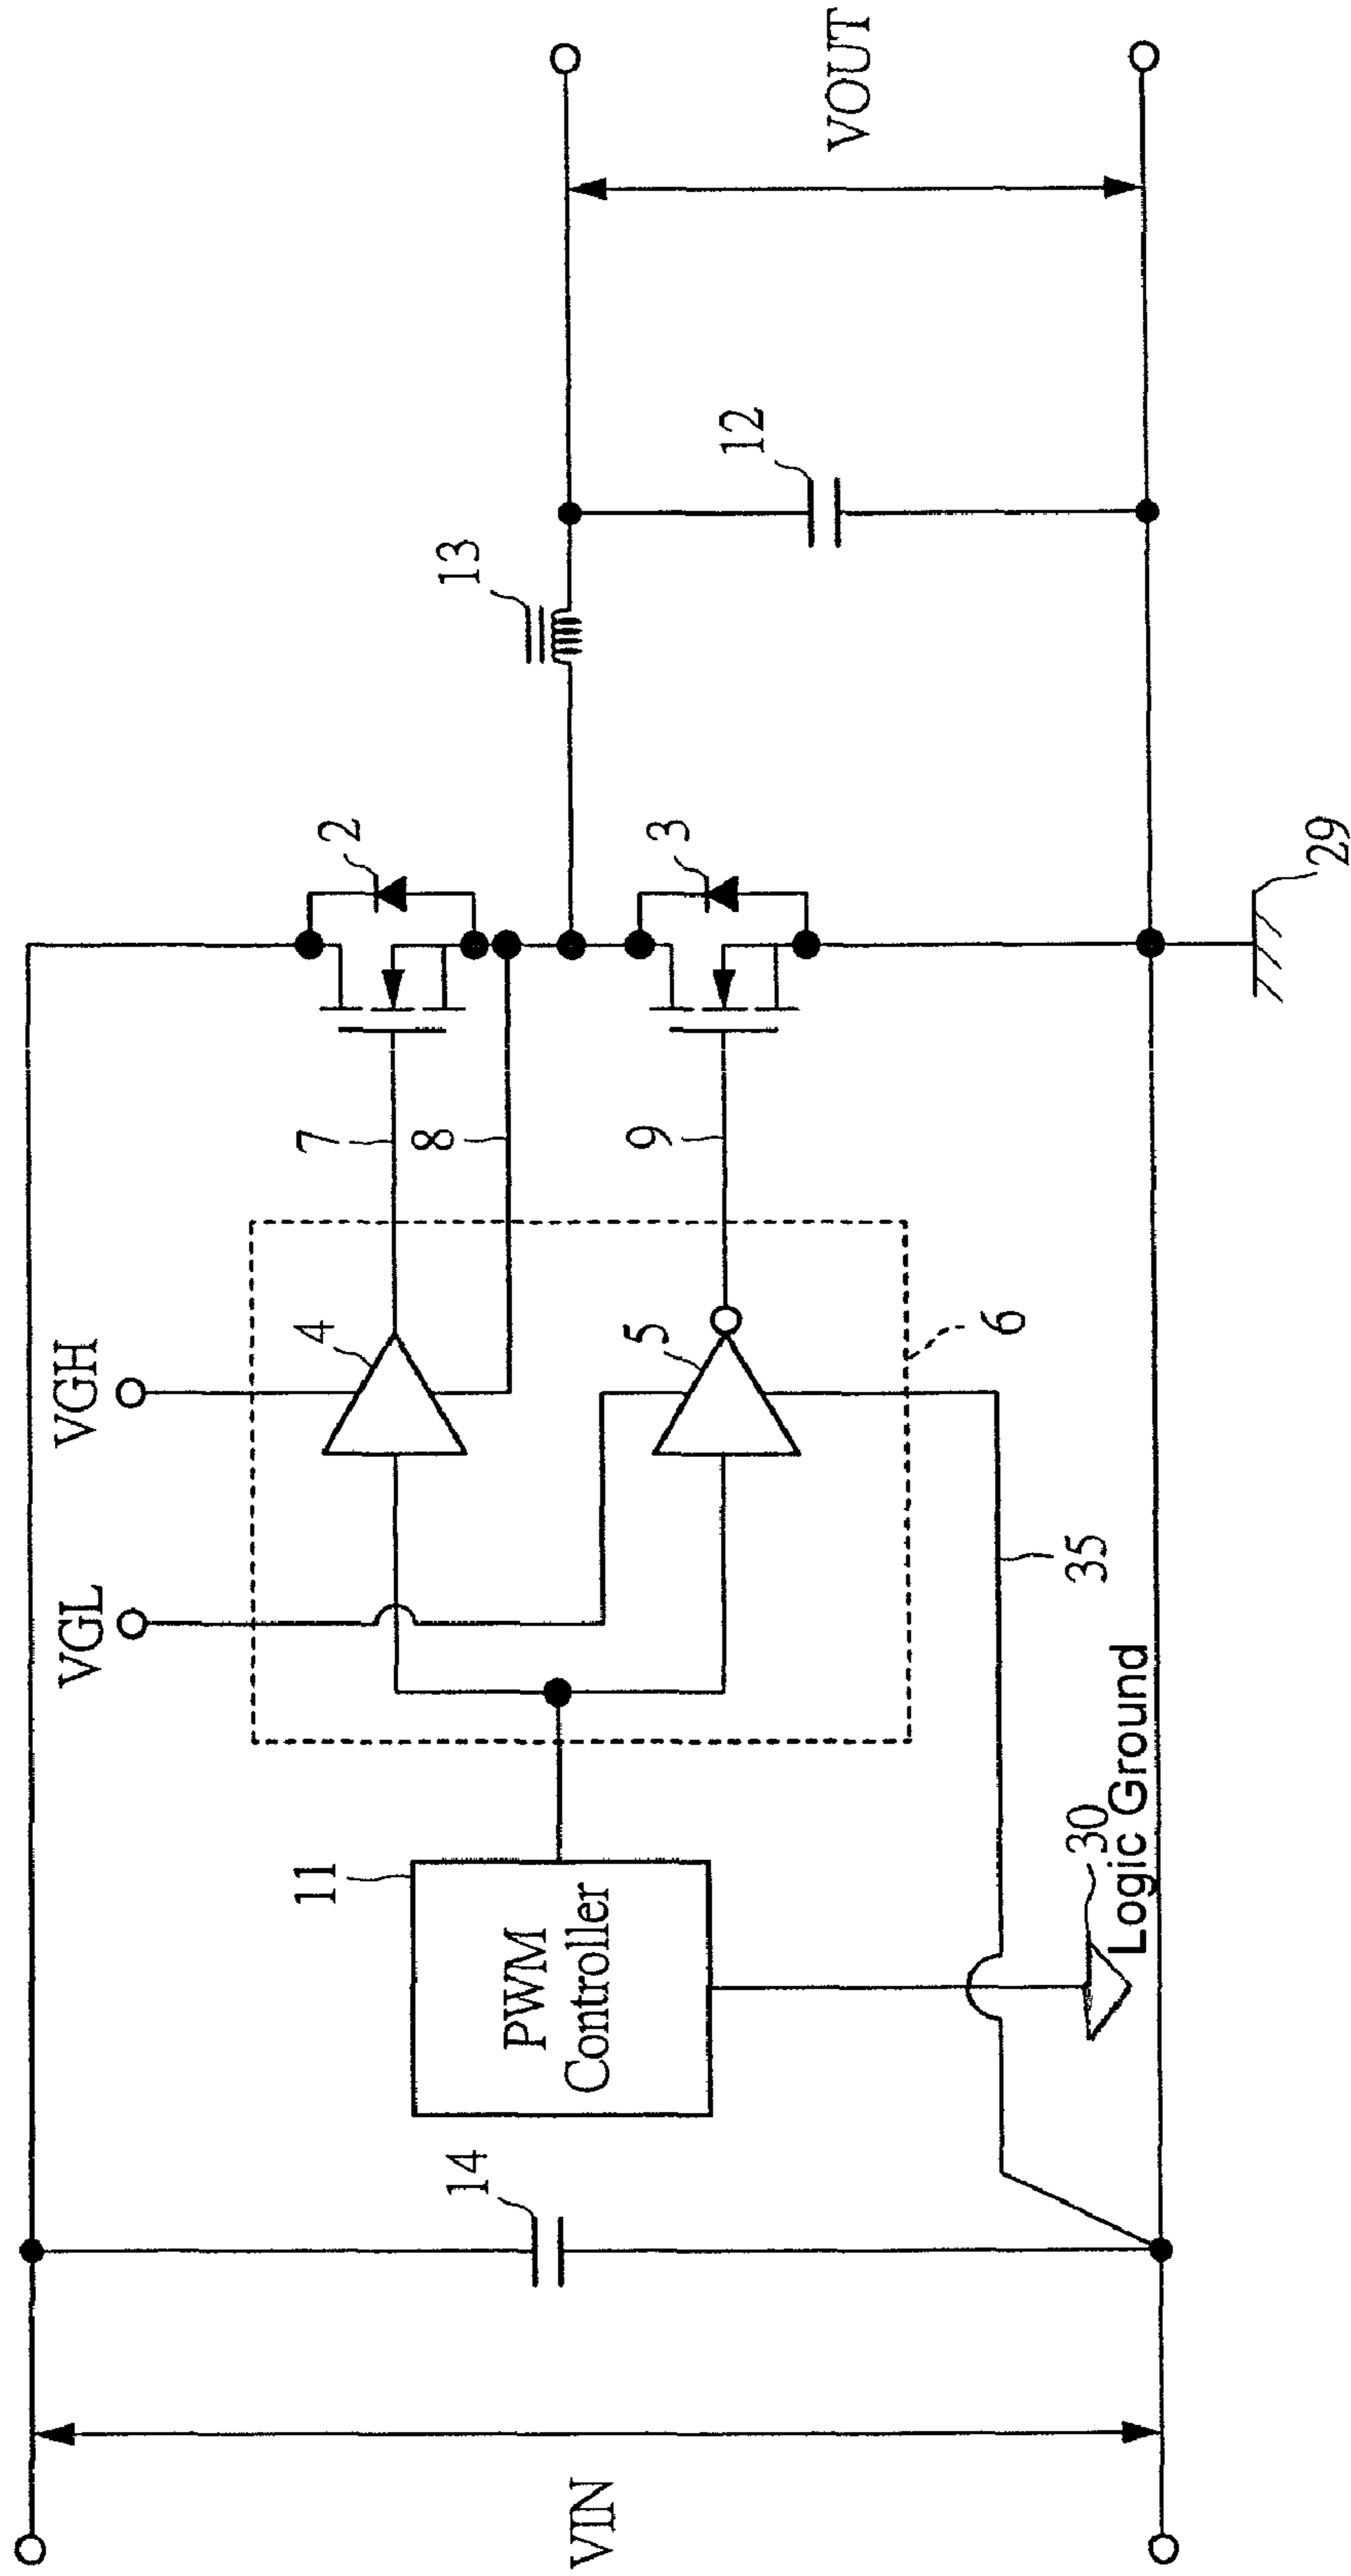 VIN
14
11
PWM
Controller
30
Logic Ground
35
VGL
VGH
4
5
6
7
8
9
2
3
29
13
12
VOUT